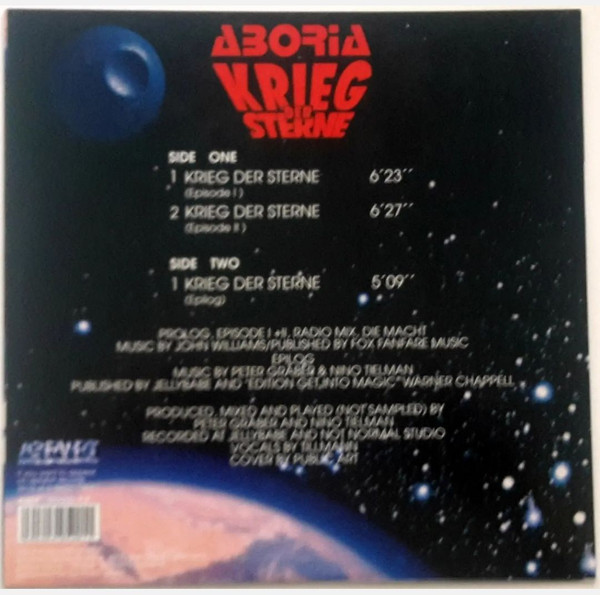 ABORIA
KRIEG
DER
STERNE
SIDE ONE
1 KRIEG DER STERNE 6´23´´
(Episode I)
2 KRIEG DER STERNE 6´27´´
(Episode II)
SIDE TWO
1 KRIEG DER STERNE 5´09´´
(Epilog)
PROLOG, EPISODE I +II, RADIO MIX, DIE MACHT
MUSIC BY JOHN WILLIAMS/PUBLISHED BY FOX FANFARE MUSIC
EPILOG
MUSIC BY PETER GRÄBER & NINO TIELMAN
PUBLISHED BY JELLYBABE AND "EDITION GET INTO MAGIC" WARNER CHAPPELL
PRODUCED, MIXED AND PLAYED (NOT SAMPLED) BY
PETER GRÄBER AND NINO TIELMAN
RECORDED AT JELLYBABE AND NOT NORMAL STUDIO
VOCALS BY TILLMANN
COVER BY PUBLIC ART